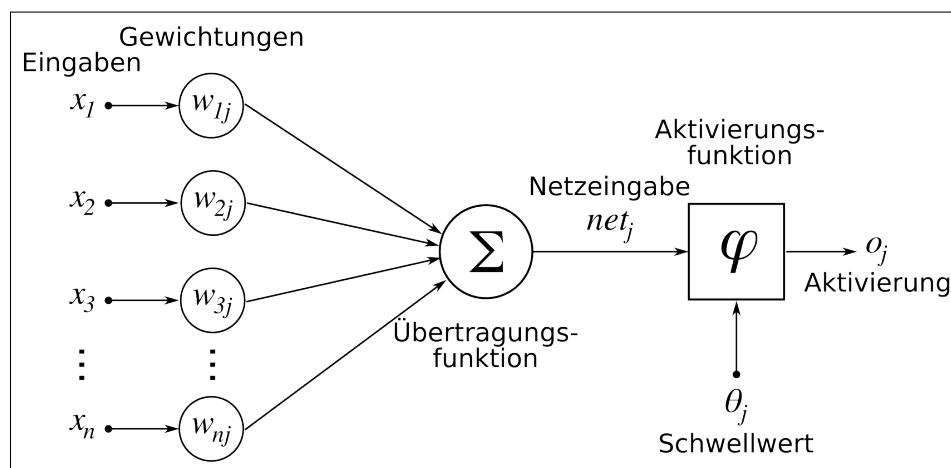 Gewichtungen
Eingaben
x₁
w₁ⱼ
x₂
w₂ⱼ
x₃
w₃ⱼ
⋮
⋮
xₙ
wₙⱼ
Σ
Übertragungs-
funktion
Netzeingabe
netⱼ
Aktivierungs-
funktion
φ
oⱼ
Aktivierung
θⱼ
Schwellwert